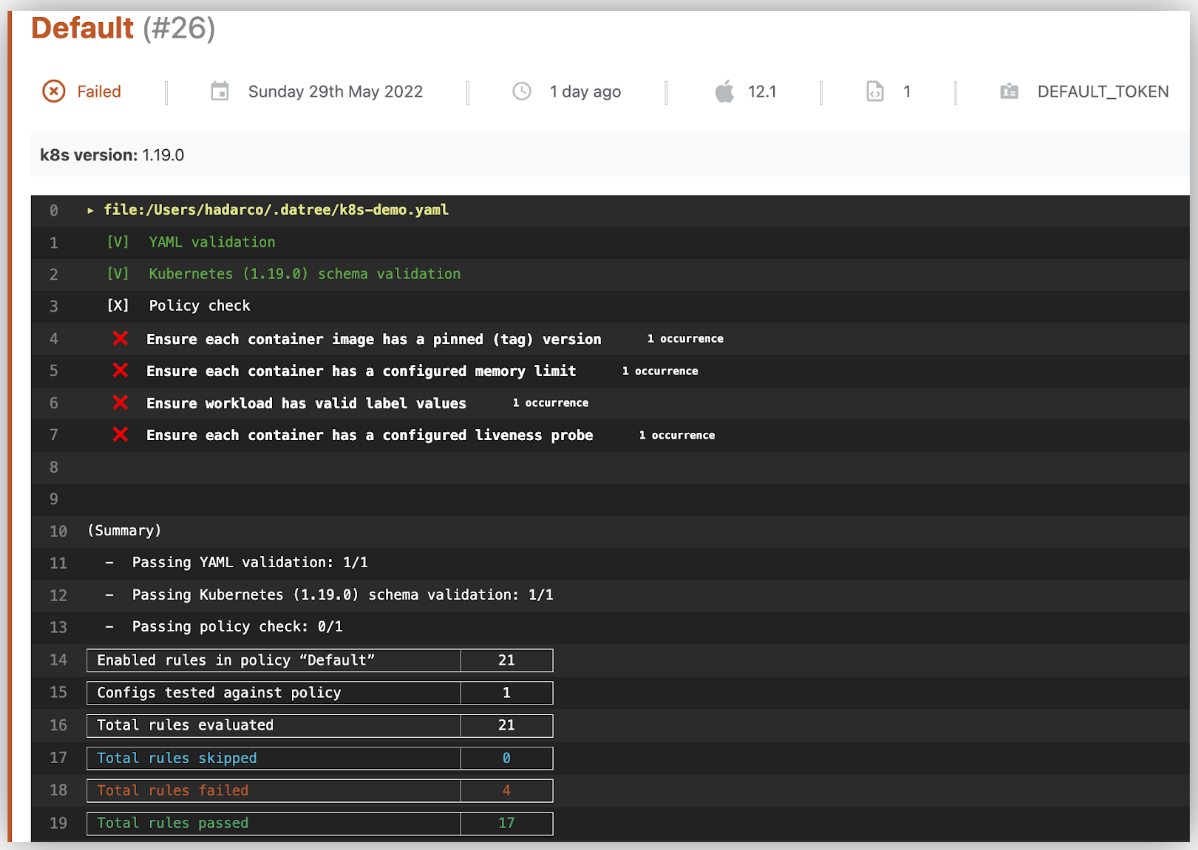 Default (#26)
Failed Sunday 29th May 2022 1 day ago 12.1 1 DEFAULT_TOKEN
k8s version: 1.19.0
0 ▸ file:/Users/hadarco/.datree/k8s-demo.yaml
1 [V] YAML validation
2 [V] Kubernetes (1.19.0) schema validation
3 [X] Policy check
4 ❌ Ensure each container image has a pinned (tag) version 1 occurrence
5 ❌ Ensure each container has a configured memory limit 1 occurrence
6 ❌ Ensure workload has valid label values 1 occurrence
7 ❌ Ensure each container has a configured liveness probe 1 occurrence
8
9
10 (Summary)
11 – Passing YAML validation: 1/1
12 – Passing Kubernetes (1.19.0) schema validation: 1/1
13 – Passing policy check: 0/1
14 Enabled rules in policy “Default” 21
15 Configs tested against policy 1
16 Total rules evaluated 21
17 Total rules skipped 0
18 Total rules failed 4
19 Total rules passed 17